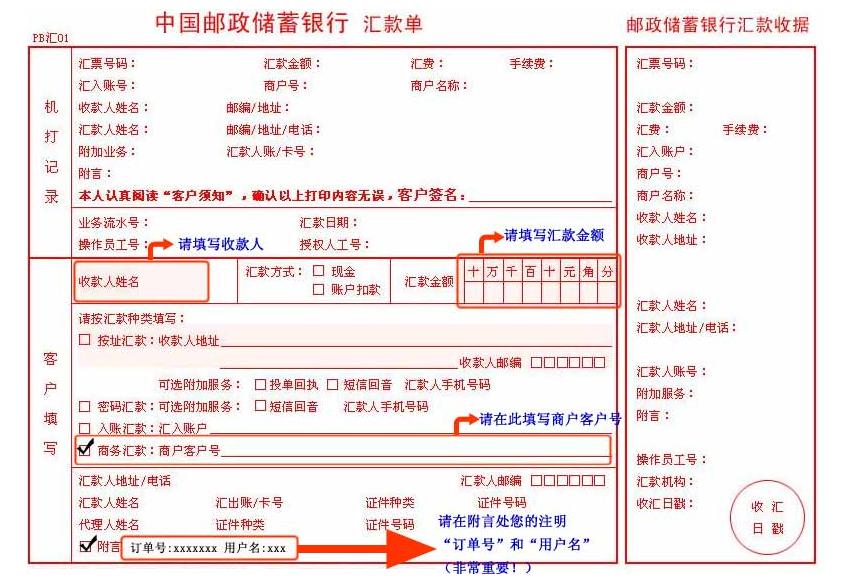 中国邮政储蓄银行 汇款单
PB汇01
机打记录
汇票号码： 汇款金额： 汇费： 手续费：
汇入账号： 商户号： 商户名称：
收款人姓名： 邮编/地址：
汇款人姓名： 邮编/地址/电话：
附加业务： 汇款人账/卡号：
附言：
本人认真阅读“客户须知”，确认以上打印内容无误，客户签名：
业务流水号： 汇款日期：
操作员工号： 授权人工号：
请填写收款人
请填写汇款金额
客户填写
收款人姓名
汇款方式： 现金
账户扣款
汇款金额
十 万 千 百 十 元 角 分
请按汇款种类填写：
按址汇款：收款人地址
收款人邮编
可选附加服务： 投单回执 短信回音 汇款人手机号码
密码汇款：可选附加服务： 短信回音 汇款人手机号码
请在此填写商户客户号
入账汇款：汇入账户
商务汇款：商户客户号
汇款人地址/电话 汇款人邮编
汇款人姓名 汇出账/卡号 证件种类 证件号码
代理人姓名 证件种类 证件号码
附言 订单号:xxxxxxx 用户名:xxx
请在附言处您的注明
“订单号”和“用户名”
（非常重要！）
邮政储蓄银行汇款收据
汇票号码：
汇款金额：
汇费： 手续费：
汇入账户：
商户号：
商户名称：
收款人姓名：
收款人地址：
汇款人姓名：
汇款人地址/电话：
汇款人账号：
附加服务：
附言：
操作员工号：
汇款机构：
收汇日戳：
收汇
日戳